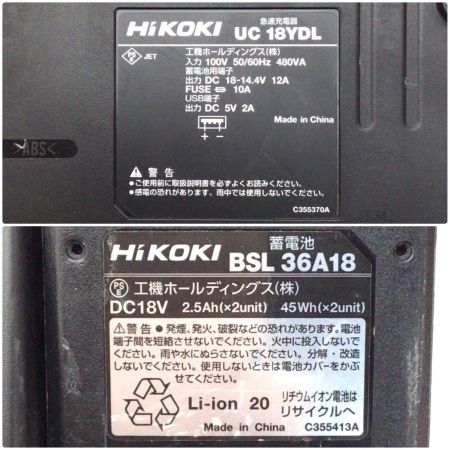 HiKOKI 急速充電器 UC 18YDL
PS E JET
工機ホールディングス(株)
入力 100V 50/60Hz 480VA
蓄電池用端子
出力 DC 18-14.4V 12A
FUSE 10A
USB端子
出力 DC 5V 2A
+ -
Made in China
>ABS<
警告
●ご使用前に取扱説明書を必ずよくお読みください。
●感電の恐れがあります。雨中では使用しないでください。
C355370A
HiKOKI 蓄電池 BSL 36A18
PS E 工機ホールディングス(株)
DC18V 2.5Ah(×2unit) 45Wh(×2unit)
警告 ● 発煙、発火、破裂などの恐れがあります。電池
端子間を短絡させないでください。火中に投入しないで
ください。雨や水にぬらさないでください。分解・改造
しないでください。使用しないときは電池カバーをかぶ
せてください。
Li-ion 20
リチウムイオン電池は
リサイクルへ
Made in China C355413A